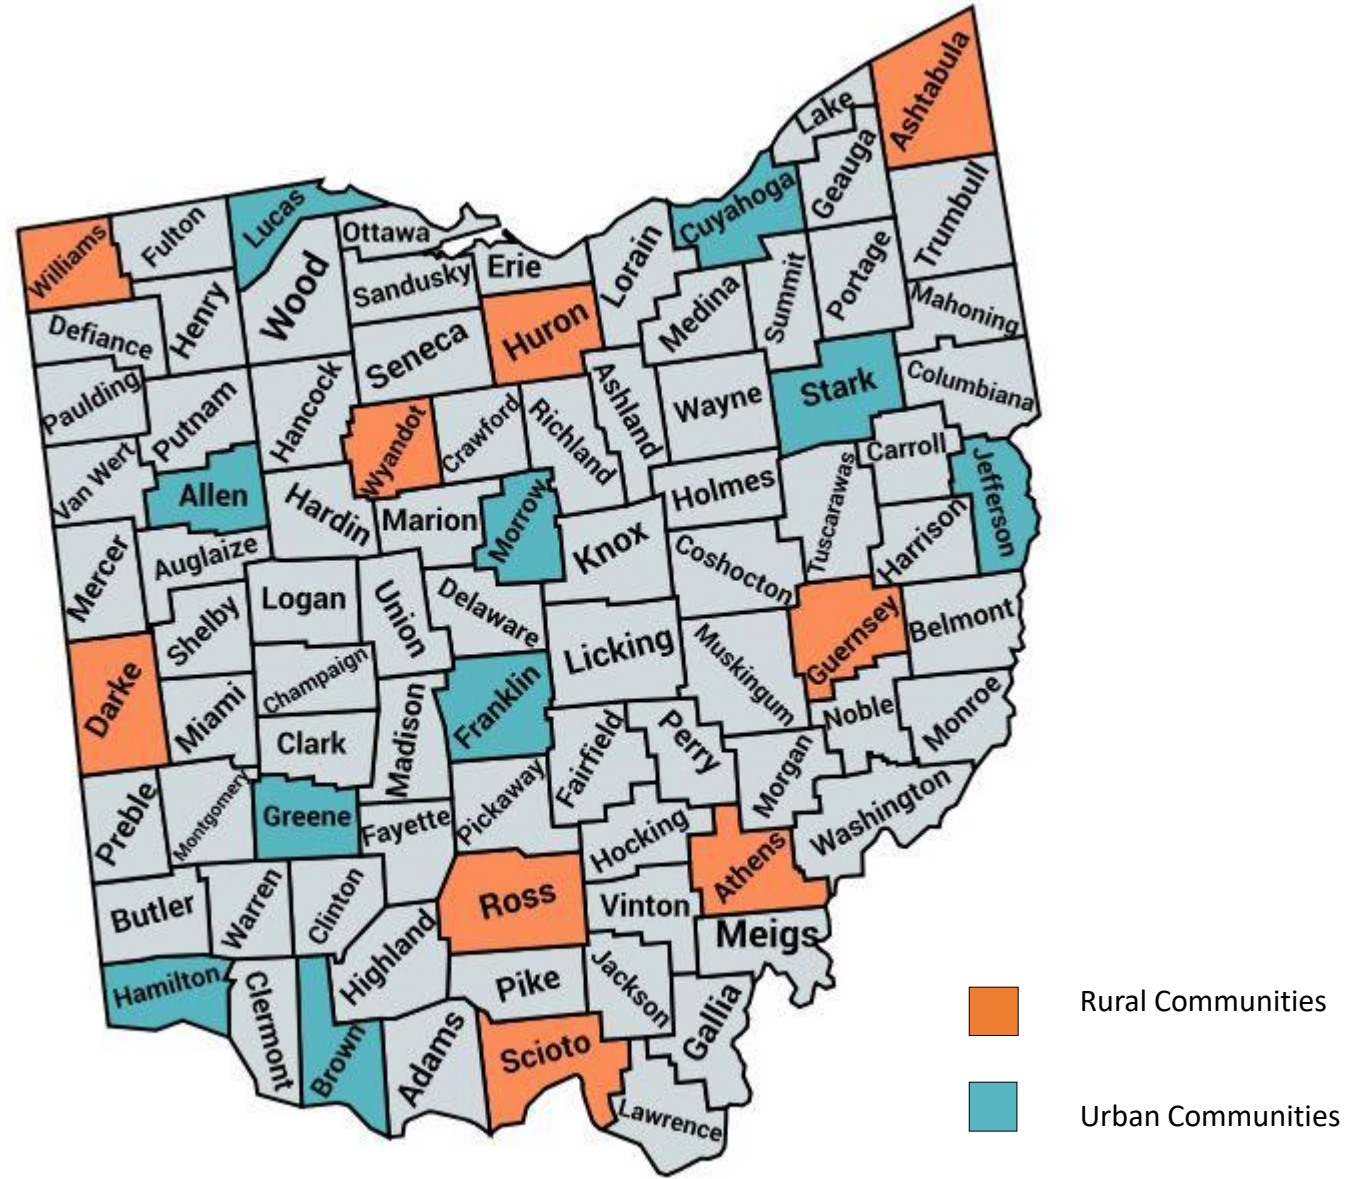 Ashtabula
Lake
Geauga
Cuyahoga
Trumbull
Lucas
Williams
Fulton
Ottawa
Wood
Sandusky
Erie
Lorain
Medina
Summit
Portage
Mahoning
Defiance
Henry
Seneca
Huron
Ashland
Wayne
Stark
Columbiana
Paulding
Putnam
Hancock
Wyandot
Crawford
Richland
Carroll
Jefferson
Van Wert
Allen
Hardin
Marion
Morrow
Knox
Holmes
Tuscarawas
Harrison
Mercer
Auglaize
Logan
Union
Delaware
Coshocton
Guernsey
Belmont
Shelby
Licking
Muskingum
Darke
Miami
Champaign
Clark
Madison
Franklin
Fairfield
Perry
Morgan
Noble
Monroe
Preble
Montgomery
Greene
Fayette
Pickaway
Hocking
Athens
Washington
Butler
Warren
Clinton
Ross
Vinton
Meigs
Highland
Hamilton
Clermont
Brown
Adams
Pike
Jackson
Gallia
Scioto
Lawrence
Rural Communities
Urban Communities